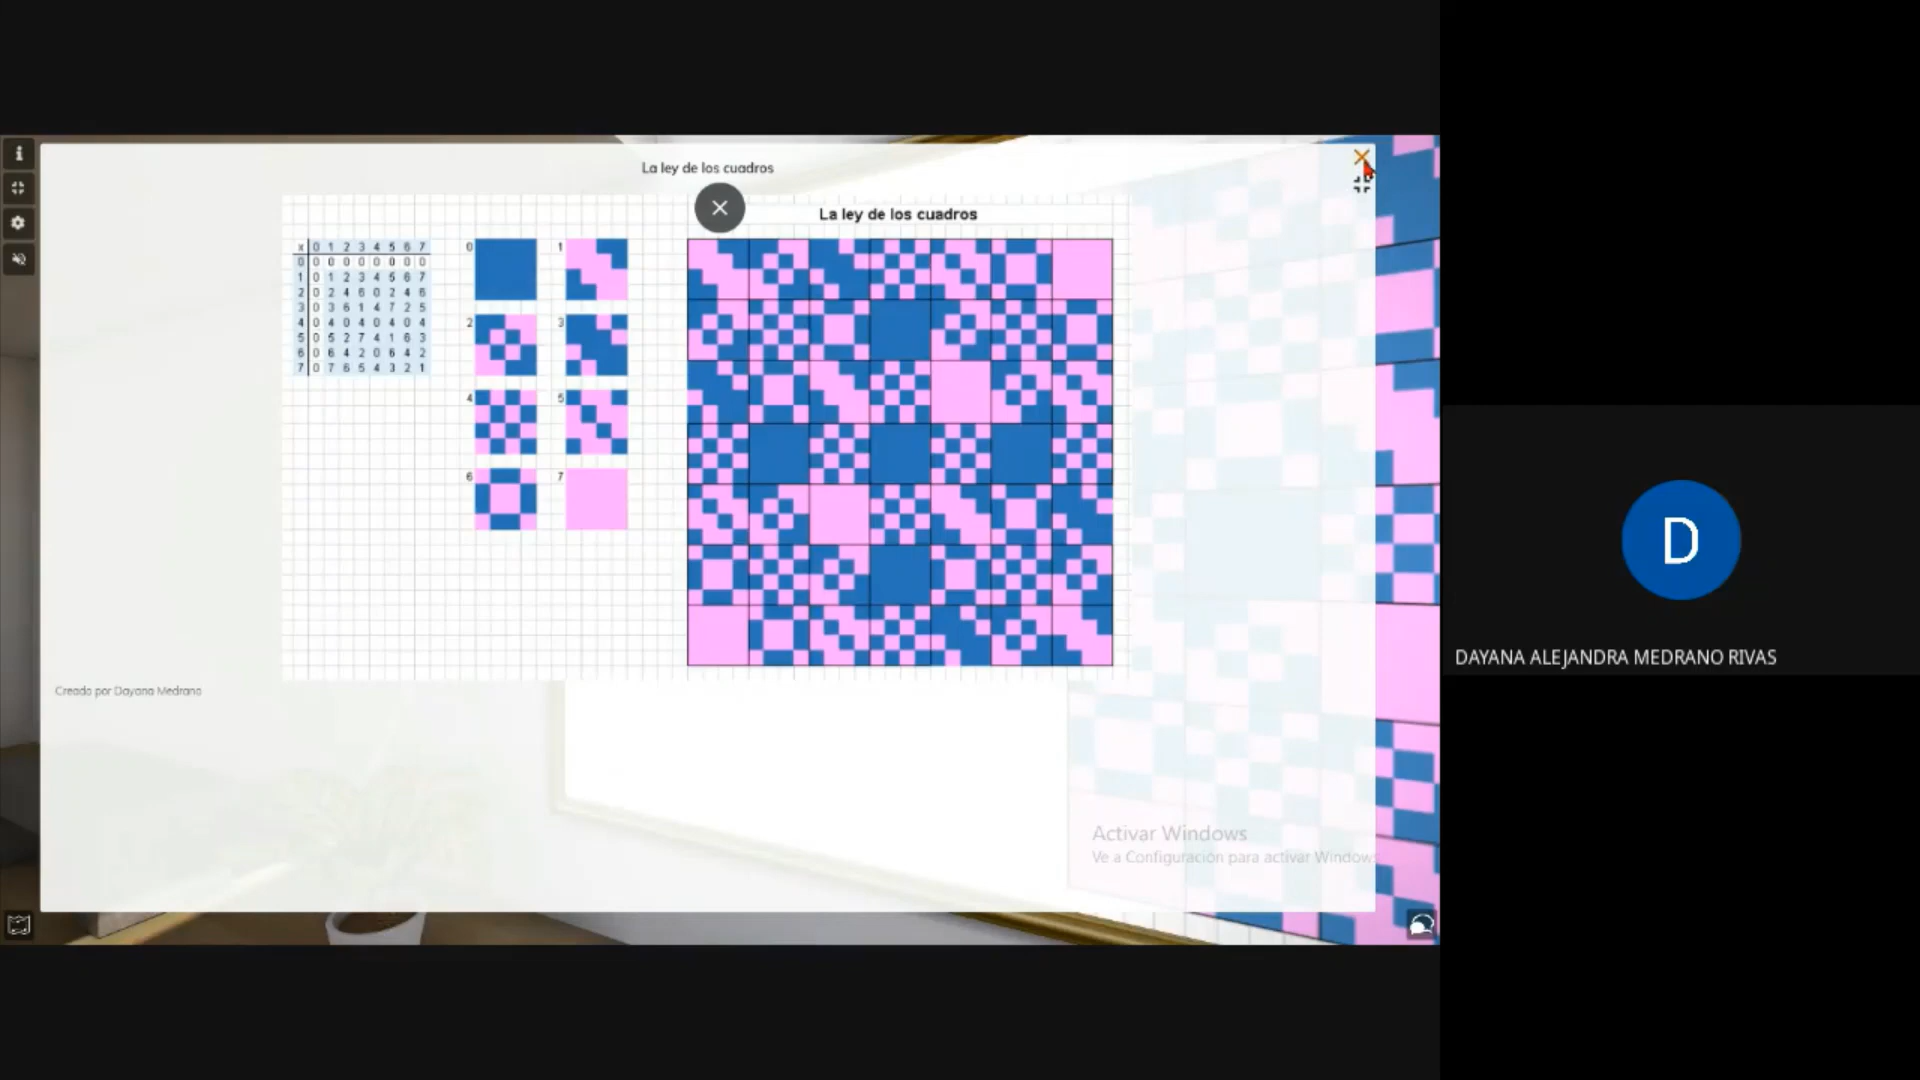 La ley de los cuadros
La ley de los cuadros
x 0 1 2 3 4 5 6 7
0 0 0 0 0 0 0 0 0
1 0 1 2 3 4 5 6 7
2 0 2 4 6 0 2 4 6
3 0 3 6 1 4 7 2 5
4 0 4 0 4 0 4 0 4
5 0 5 2 7 4 1 6 3
6 0 6 4 2 0 6 4 2
7 0 7 6 5 4 3 2 1
0 1
2 3
4 5
6 7
Creado por Dayana Medrano
Activar Windows
Ve a Configuración para activar Windows
D
DAYANA ALEJANDRA MEDRANO RIVAS